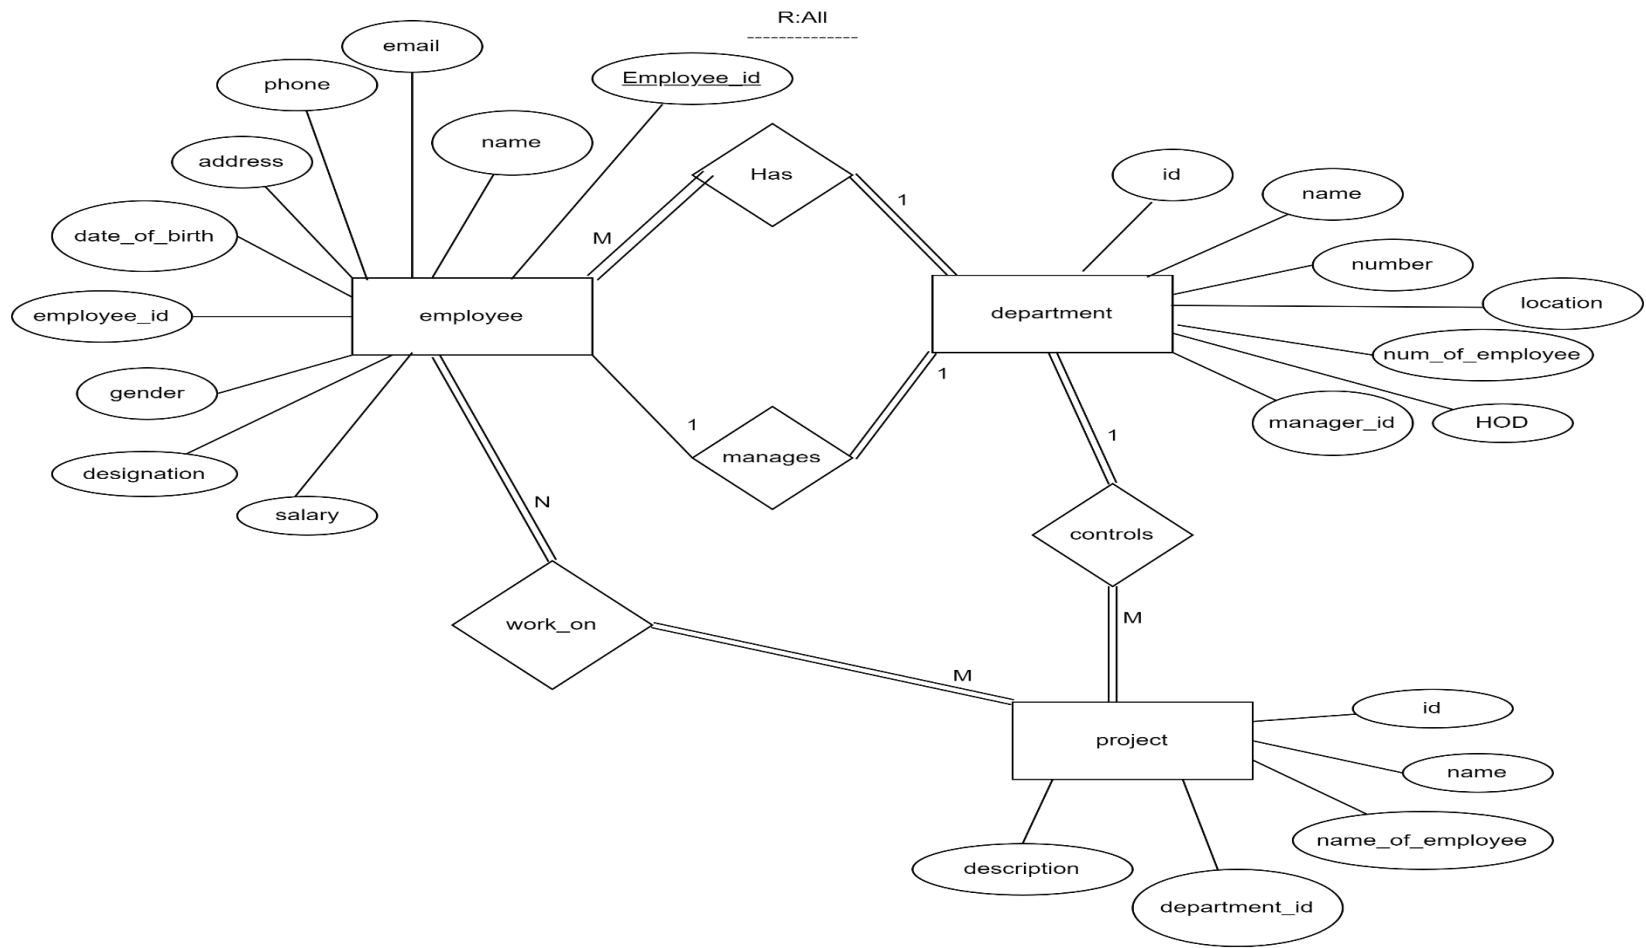 R:All
--------------
email
phone
Employee_id
name
address
Has
id
name
1
date_of_birth
M
number
employee_id
employee
department
location
num_of_employee
1
gender
1
manager_id
HOD
1
manages
designation
N
salary
controls
M
work_on
M
id
project
name
name_of_employee
description
department_id